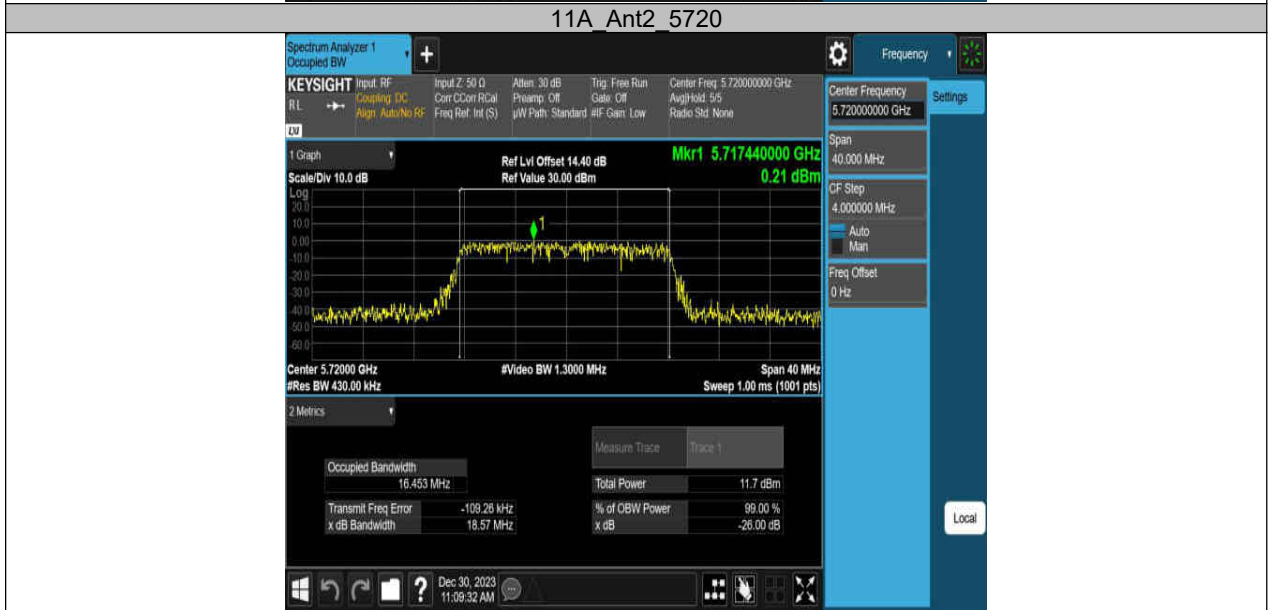 11A_Ant2_5720
Spectrum Analyzer 1
Occupied BW
+
Frequency
KEYSIGHT
RL
LXI
Input: RF
Coupling: DC
Align: Auto/No RF
Input Z: 50 Ω
Corr CCorr RCal
Freq Ref: Int (S)
Atten: 30 dB
Preamp: Off
µW Path: Standard
Trig: Free Run
Gate: Off
#IF Gain: Low
Center Freq: 5.720000000 GHz
Avg|Hold: 5/5
Radio Std: None
Center Frequency
5.720000000 GHz
Settings
Span
40.000 MHz
CF Step
4.000000 MHz
Auto
Man
Freq Offset
0 Hz
Local
1 Graph
Scale/Div 10.0 dB
Ref Lvl Offset 14.40 dB
Ref Value 30.00 dBm
Mkr1 5.717440000 GHz
0.21 dBm
Log
20.0
10.0
0.00
-10.0
-20.0
-30.0
-40.0
-50.0
-60.0
1
Center 5.72000 GHz
#Res BW 430.00 kHz
#Video BW 1.3000 MHz
Span 40 MHz
Sweep 1.00 ms (1001 pts)
2 Metrics
Measure Trace Trace 1
Occupied Bandwidth
16.453 MHz
Total Power 11.7 dBm
Transmit Freq Error -109.26 kHz
% of OBW Power 99.00 %
x dB Bandwidth 18.57 MHz
x dB -26.00 dB
?
Dec 30, 2023
11:09:32 AM